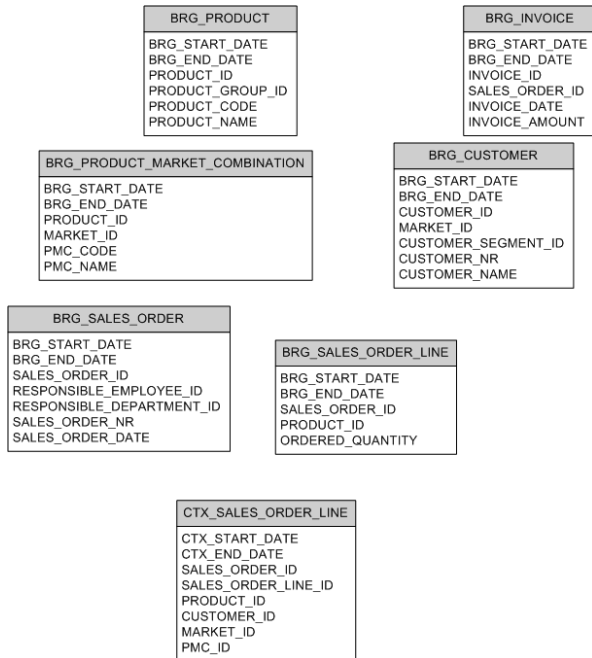 BRG_PRODUCT
BRG_START_DATE
BRG_END_DATE
PRODUCT_ID
PRODUCT_GROUP_ID
PRODUCT_CODE
PRODUCT_NAME
BRG_INVOICE
BRG_START_DATE
BRG_END_DATE
INVOICE_ID
SALES_ORDER_ID
INVOICE_DATE
INVOICE_AMOUNT
BRG_PRODUCT_MARKET_COMBINATION
BRG_START_DATE
BRG_END_DATE
PRODUCT_ID
MARKET_ID
PMC_CODE
PMC_NAME
BRG_CUSTOMER
BRG_START_DATE
BRG_END_DATE
CUSTOMER_ID
MARKET_ID
CUSTOMER_SEGMENT_ID
CUSTOMER_NR
CUSTOMER_NAME
BRG_SALES_ORDER
BRG_START_DATE
BRG_END_DATE
SALES_ORDER_ID
RESPONSIBLE_EMPLOYEE_ID
RESPONSIBLE_DEPARTMENT_ID
SALES_ORDER_NR
SALES_ORDER_DATE
BRG_SALES_ORDER_LINE
BRG_START_DATE
BRG_END_DATE
SALES_ORDER_ID
PRODUCT_ID
ORDERED_QUANTITY
CTX_SALES_ORDER_LINE
CTX_START_DATE
CTX_END_DATE
SALES_ORDER_ID
SALES_ORDER_LINE_ID
PRODUCT_ID
CUSTOMER_ID
MARKET_ID
PMC_ID